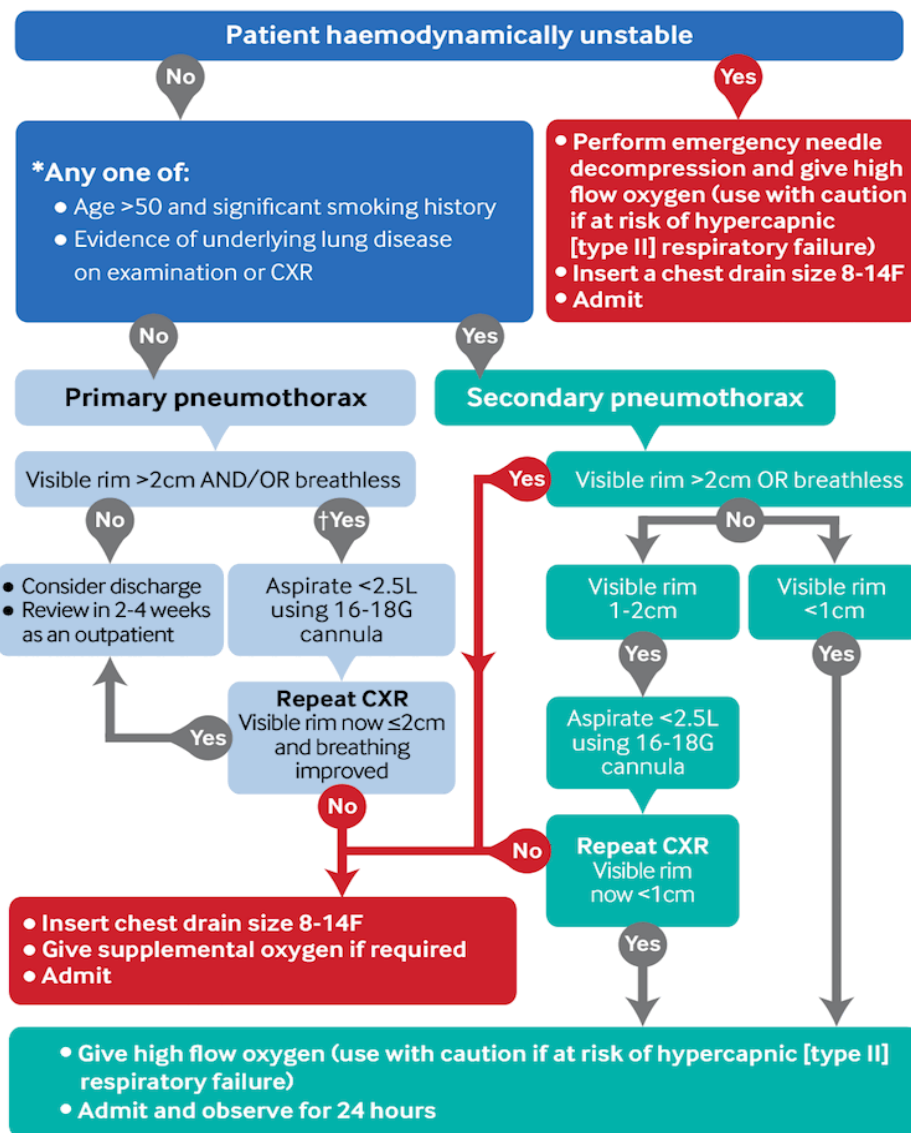 Patient haemodynamically unstable
No
Yes
*Any one of:
● Age >50 and significant smoking history
● Evidence of underlying lung disease
on examination or CXR
● Perform emergency needle
decompression and give high
flow oxygen (use with caution
if at risk of hypercapnic
[type II] respiratory failure)
● Insert a chest drain size 8-14F
● Admit
No
Yes
Primary pneumothorax
Secondary pneumothorax
Visible rim >2cm AND/OR breathless
Yes
Visible rim >2cm OR breathless
No
†Yes
No
● Consider discharge
● Review in 2-4 weeks
as an outpatient
Aspirate <2.5L
using 16-18G
cannula
Visible rim
1-2cm
Visible rim
<1cm
Yes
Yes
Repeat CXR
Visible rim now ≤2cm
and breathing
improved
Yes
Aspirate <2.5L
using 16-18G
cannula
No
No
Repeat CXR
Visible rim
now <1cm
● Insert chest drain size 8-14F
● Give supplemental oxygen if required
● Admit
Yes
● Give high flow oxygen (use with caution if at risk of hypercapnic [type II]
respiratory failure)
● Admit and observe for 24 hours